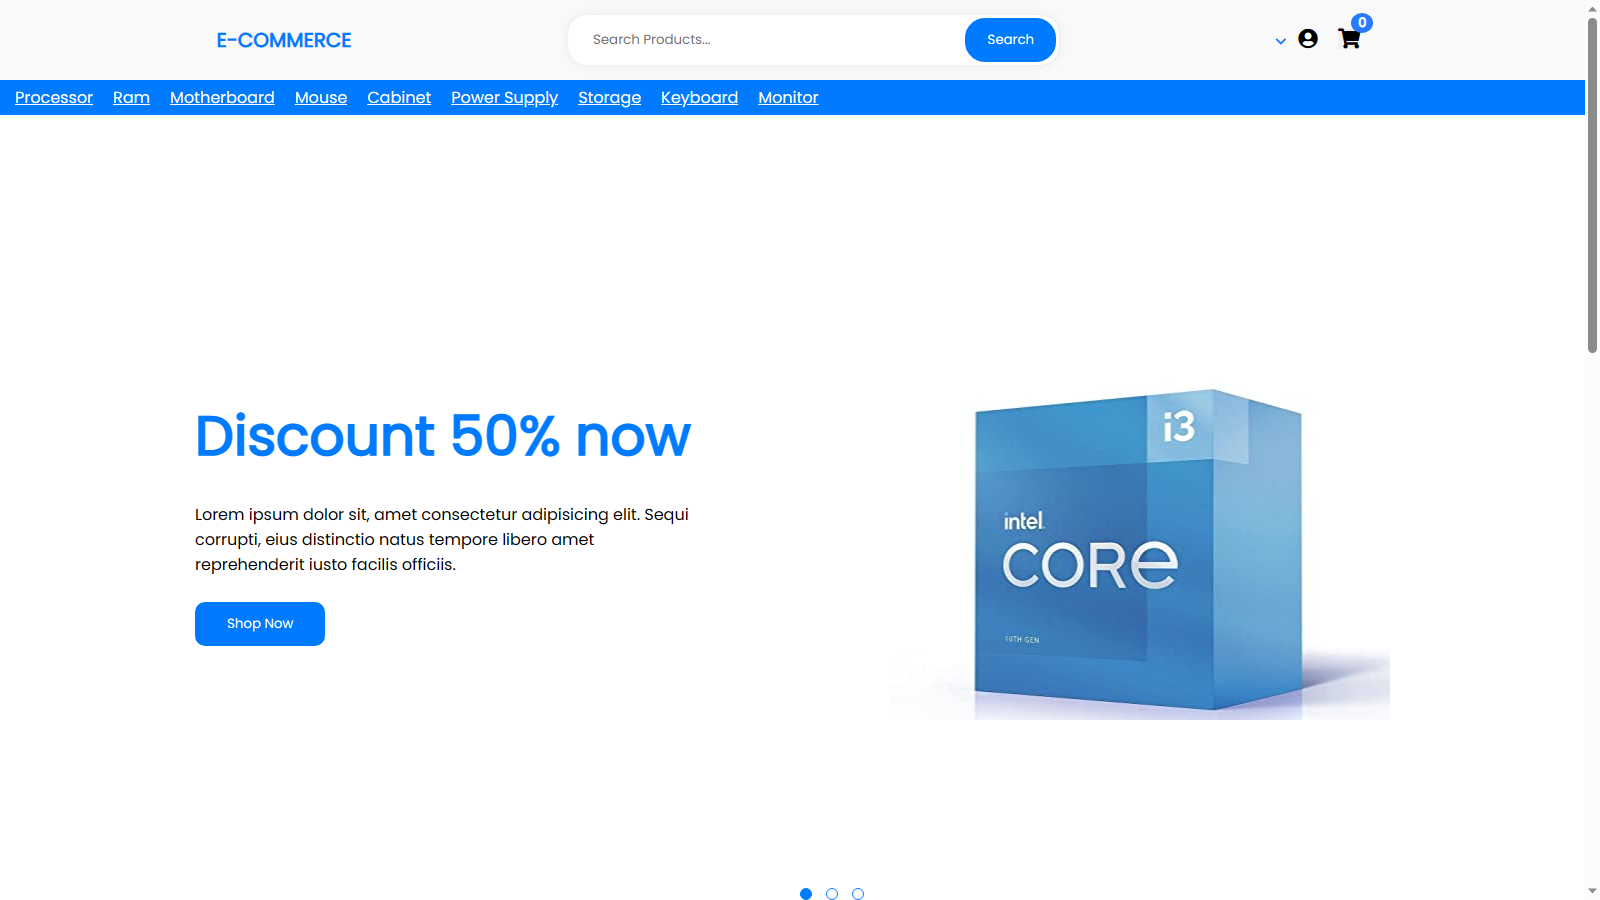 E-COMMERCE
Search Products...
Search
0
Processor Ram Motherboard Mouse Cabinet Power Supply Storage Keyboard Monitor
Discount 50% now
Lorem ipsum dolor sit, amet consectetur adipisicing elit. Sequi
corrupti, eius distinctio natus tempore libero amet
reprehenderit iusto facilis officiis.
Shop Now
i3
intel
CORE
10TH GEN